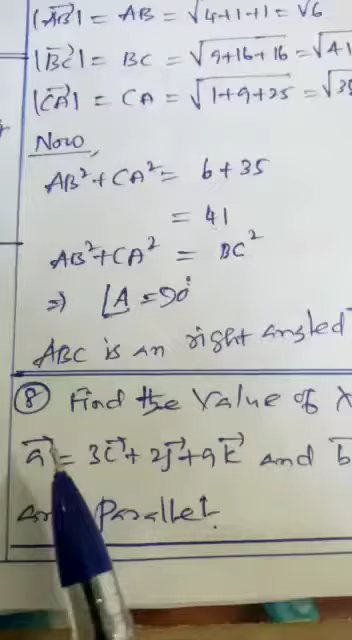 |AB⃗| = AB = √4+1+1 = √6
|BC⃗| = BC = √9+16+16 = √41
|CA⃗| = CA = √1+9+25 = √35
Now,
AB² + CA² = 6+35
= 41
AB² + CA² = BC²
⇒ ∠A = 90°
ABC is an right angled
⑧ Find the value of λ
a⃗ = 3i⃗ + 2j⃗ + 9k⃗ and b
Parallel.